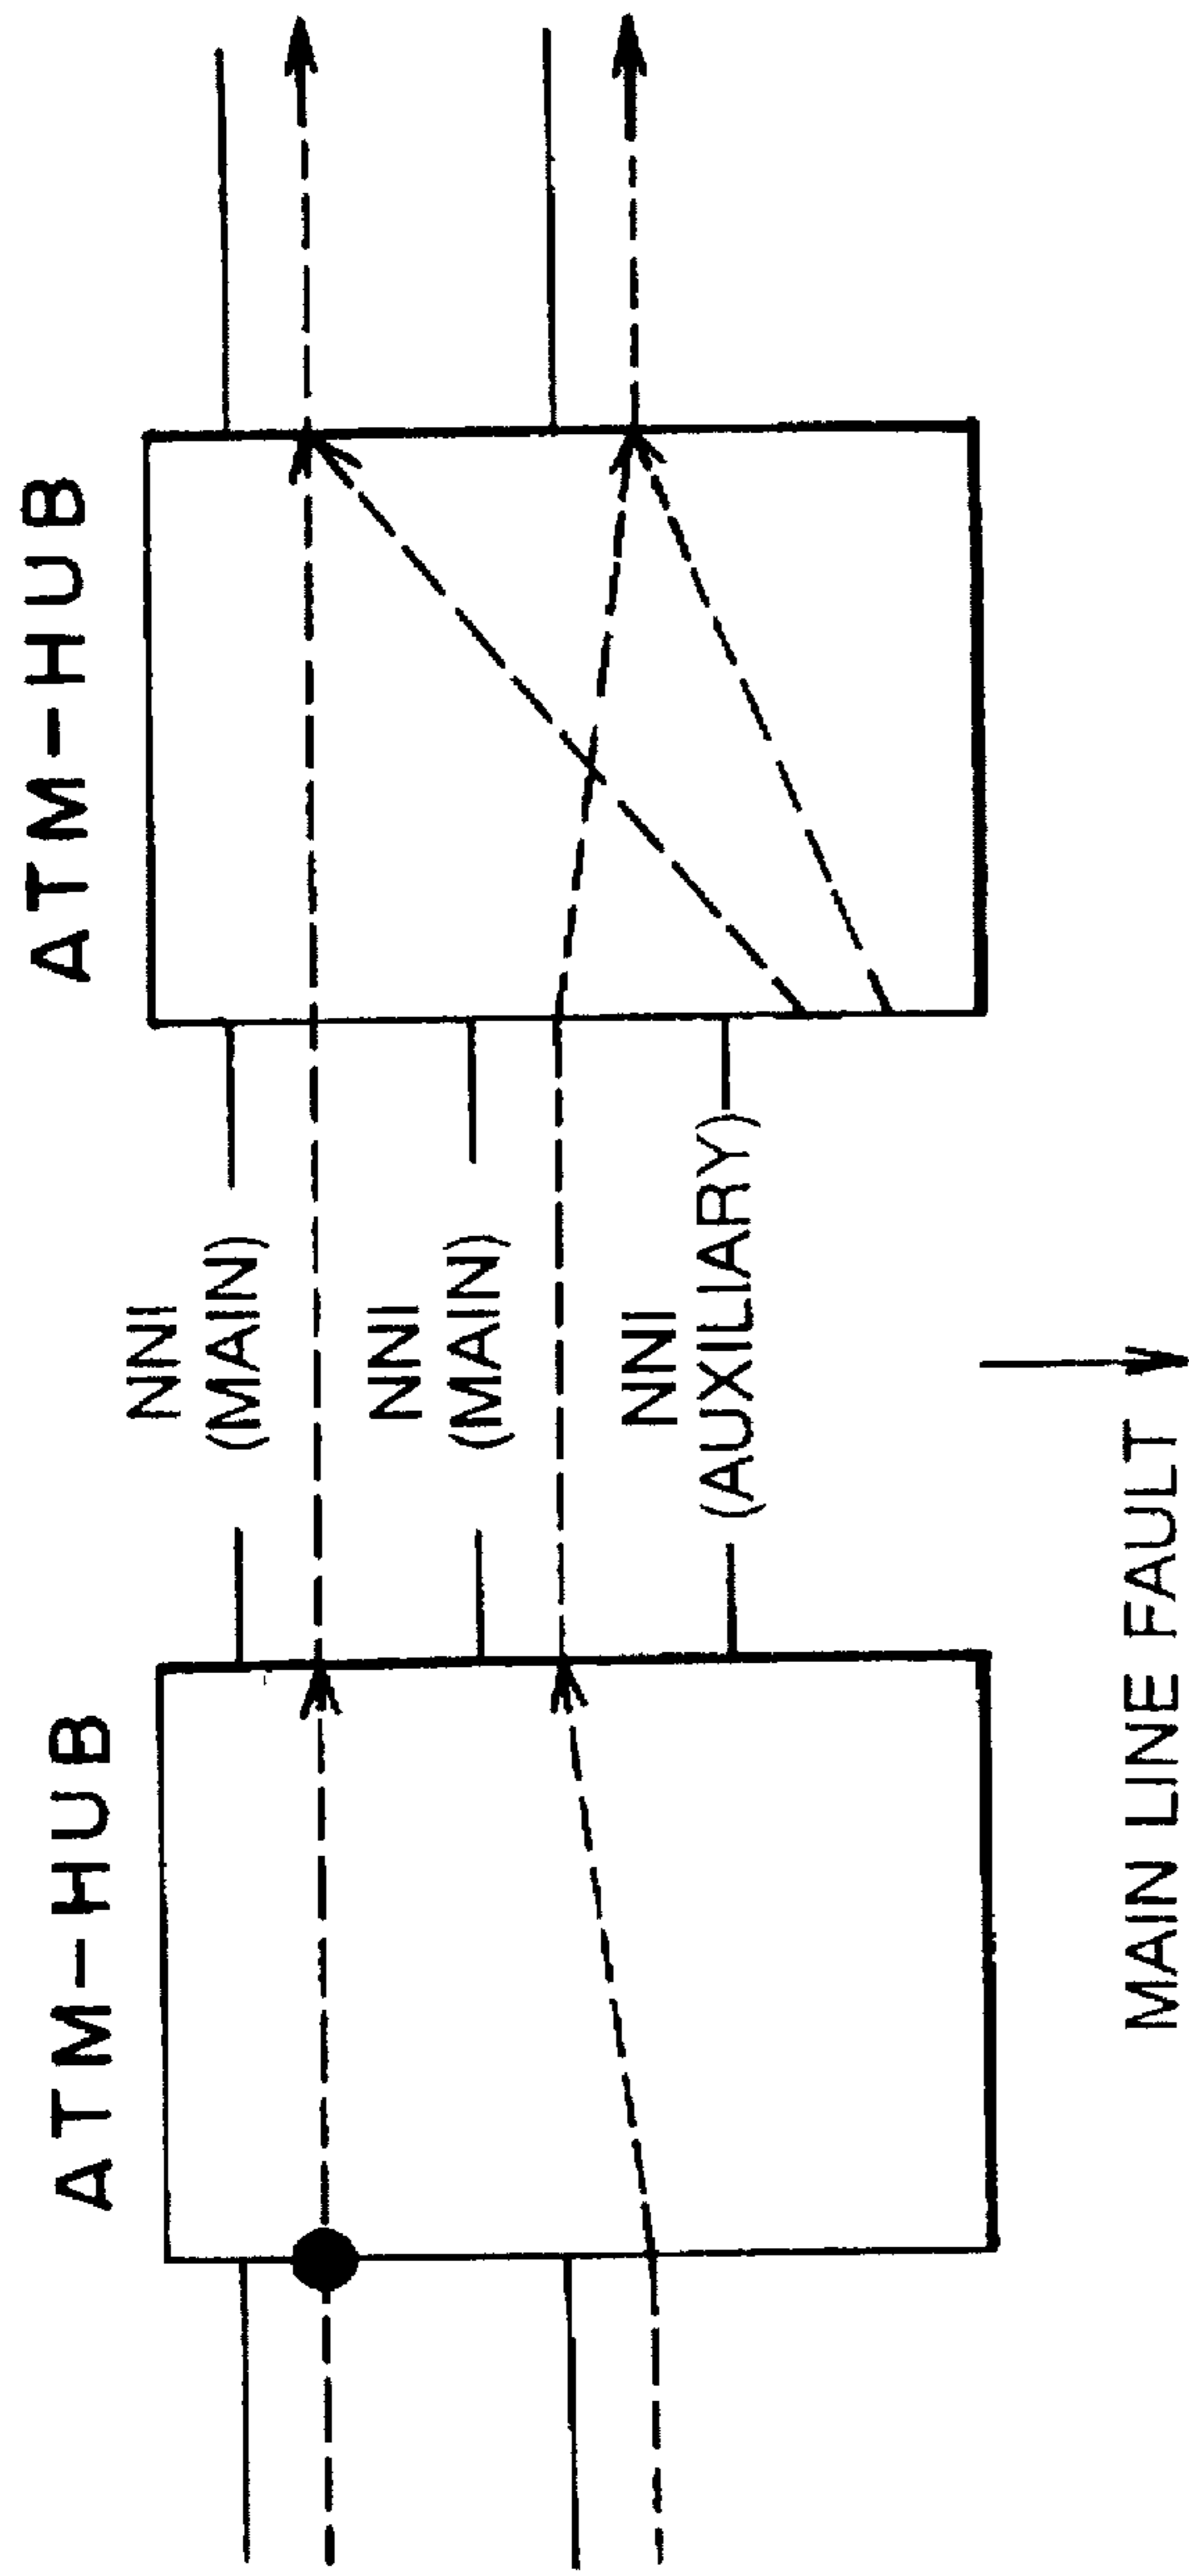 ATM-HUB
ATM-HUB
NNI
(MAIN)
NNI
(MAIN)
NNI
(AUXILIARY)
MAIN LINE FAULT